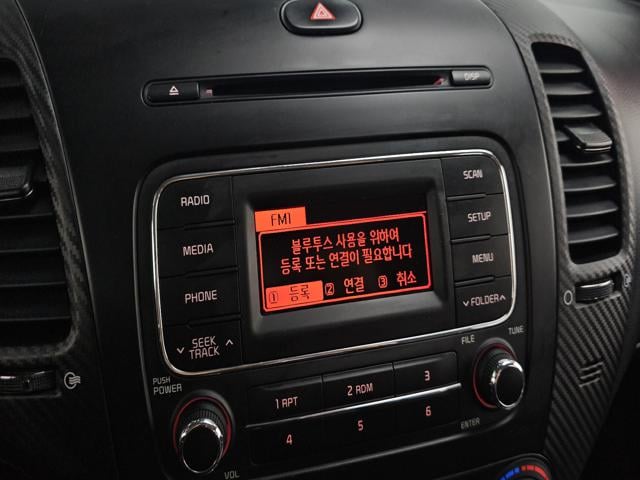 DISP
RADIO
SCAN
FM1
MEDIA
블루투스 사용을 위하여
등록 또는 연결이 필요합니다
① 등록 ② 연결 ③ 취소
SETUP
PHONE
MENU
∨ SEEK ∧
TRACK
∨ FOLDER ∧
FILE
TUNE
PUSH
POWER
1 RPT
2 RDM
3
4
5
6
ENTER
VOL